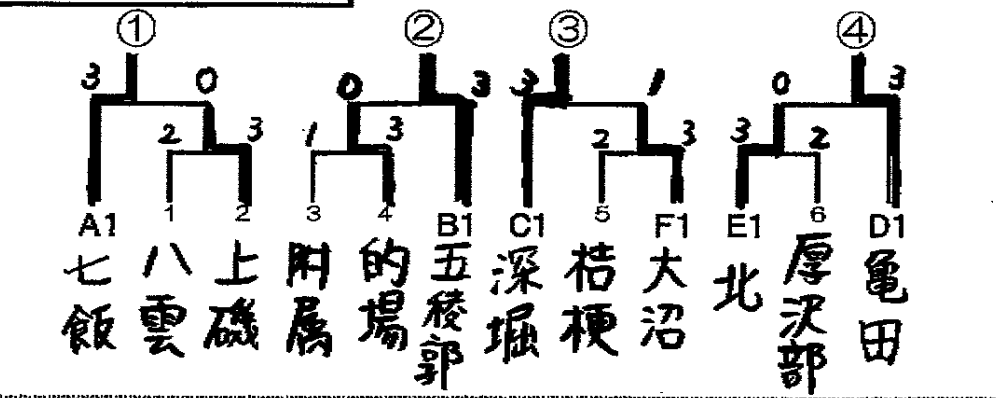 ① ② ③ ④
3 0 0 3 3 1 0 3
2 3 1 3 2 3 3 2
A1 1 2 3 4 B1 C1 5 F1 E1 6 D1
七飯
八雲
上磯
附属
的場
五稜郭
深堀
桔梗
大沼
北
厚沢部
亀田